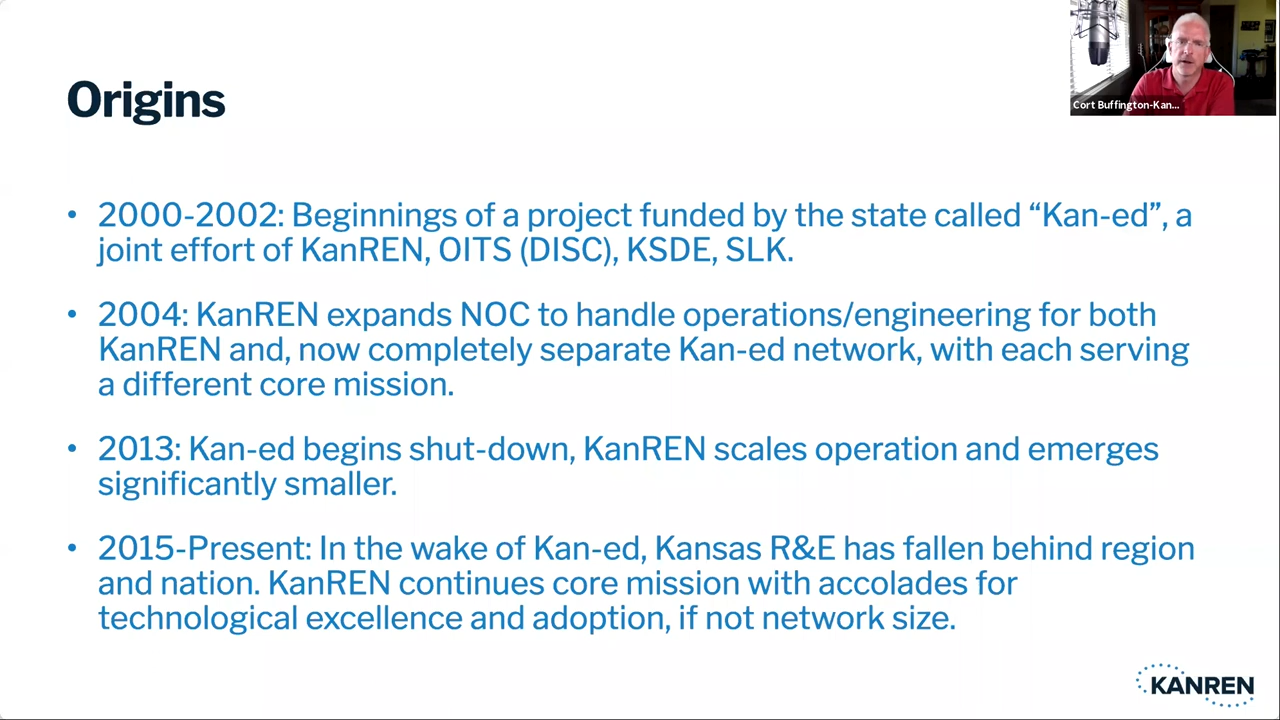 Origins
Cort Buffington-Kan...
• 2000-2002: Beginnings of a project funded by the state called “Kan-ed”, a
joint effort of KanREN, OITS (DISC), KSDE, SLK.
• 2004: KanREN expands NOC to handle operations/engineering for both
KanREN and, now completely separate Kan-ed network, with each serving
a different core mission.
• 2013: Kan-ed begins shut-down, KanREN scales operation and emerges
significantly smaller.
• 2015-Present: In the wake of Kan-ed, Kansas R&E has fallen behind region
and nation. KanREN continues core mission with accolades for
technological excellence and adoption, if not network size.
KANREN